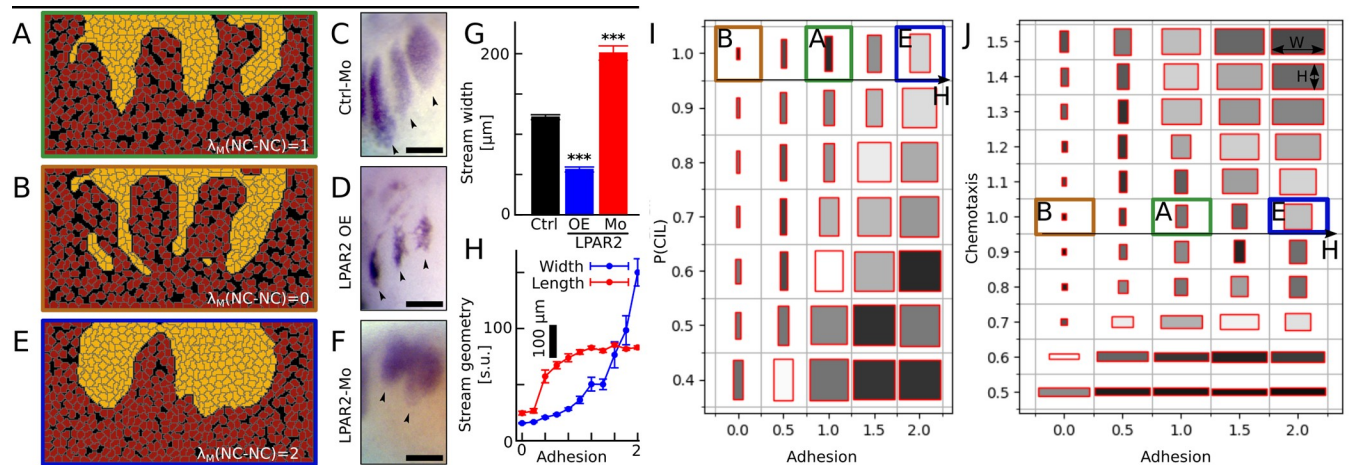 A
λM(NC-NC)=1
B
λM(NC-NC)=0
E
λM(NC-NC)=2
C
Ctrl-Mo
D
LPAR2 OE
F
LPAR2-Mo
G
Stream width
[µm]
200
0
***
***
Ctrl
OE
Mo
LPAR2
H
Width
Length
Stream geometry
[s.u.]
100
0
100 µm
0
2
Adhesion
I
B
A
E
H
P(CIL)
1.0
0.9
0.8
0.7
0.6
0.5
0.4
0.0
0.5
1.0
1.5
2.0
Adhesion
J
W
H
B
A
E
H
Chemotaxis
1.5
1.4
1.3
1.2
1.1
1.0
0.9
0.8
0.7
0.6
0.5
0.0
0.5
1.0
1.5
2.0
Adhesion